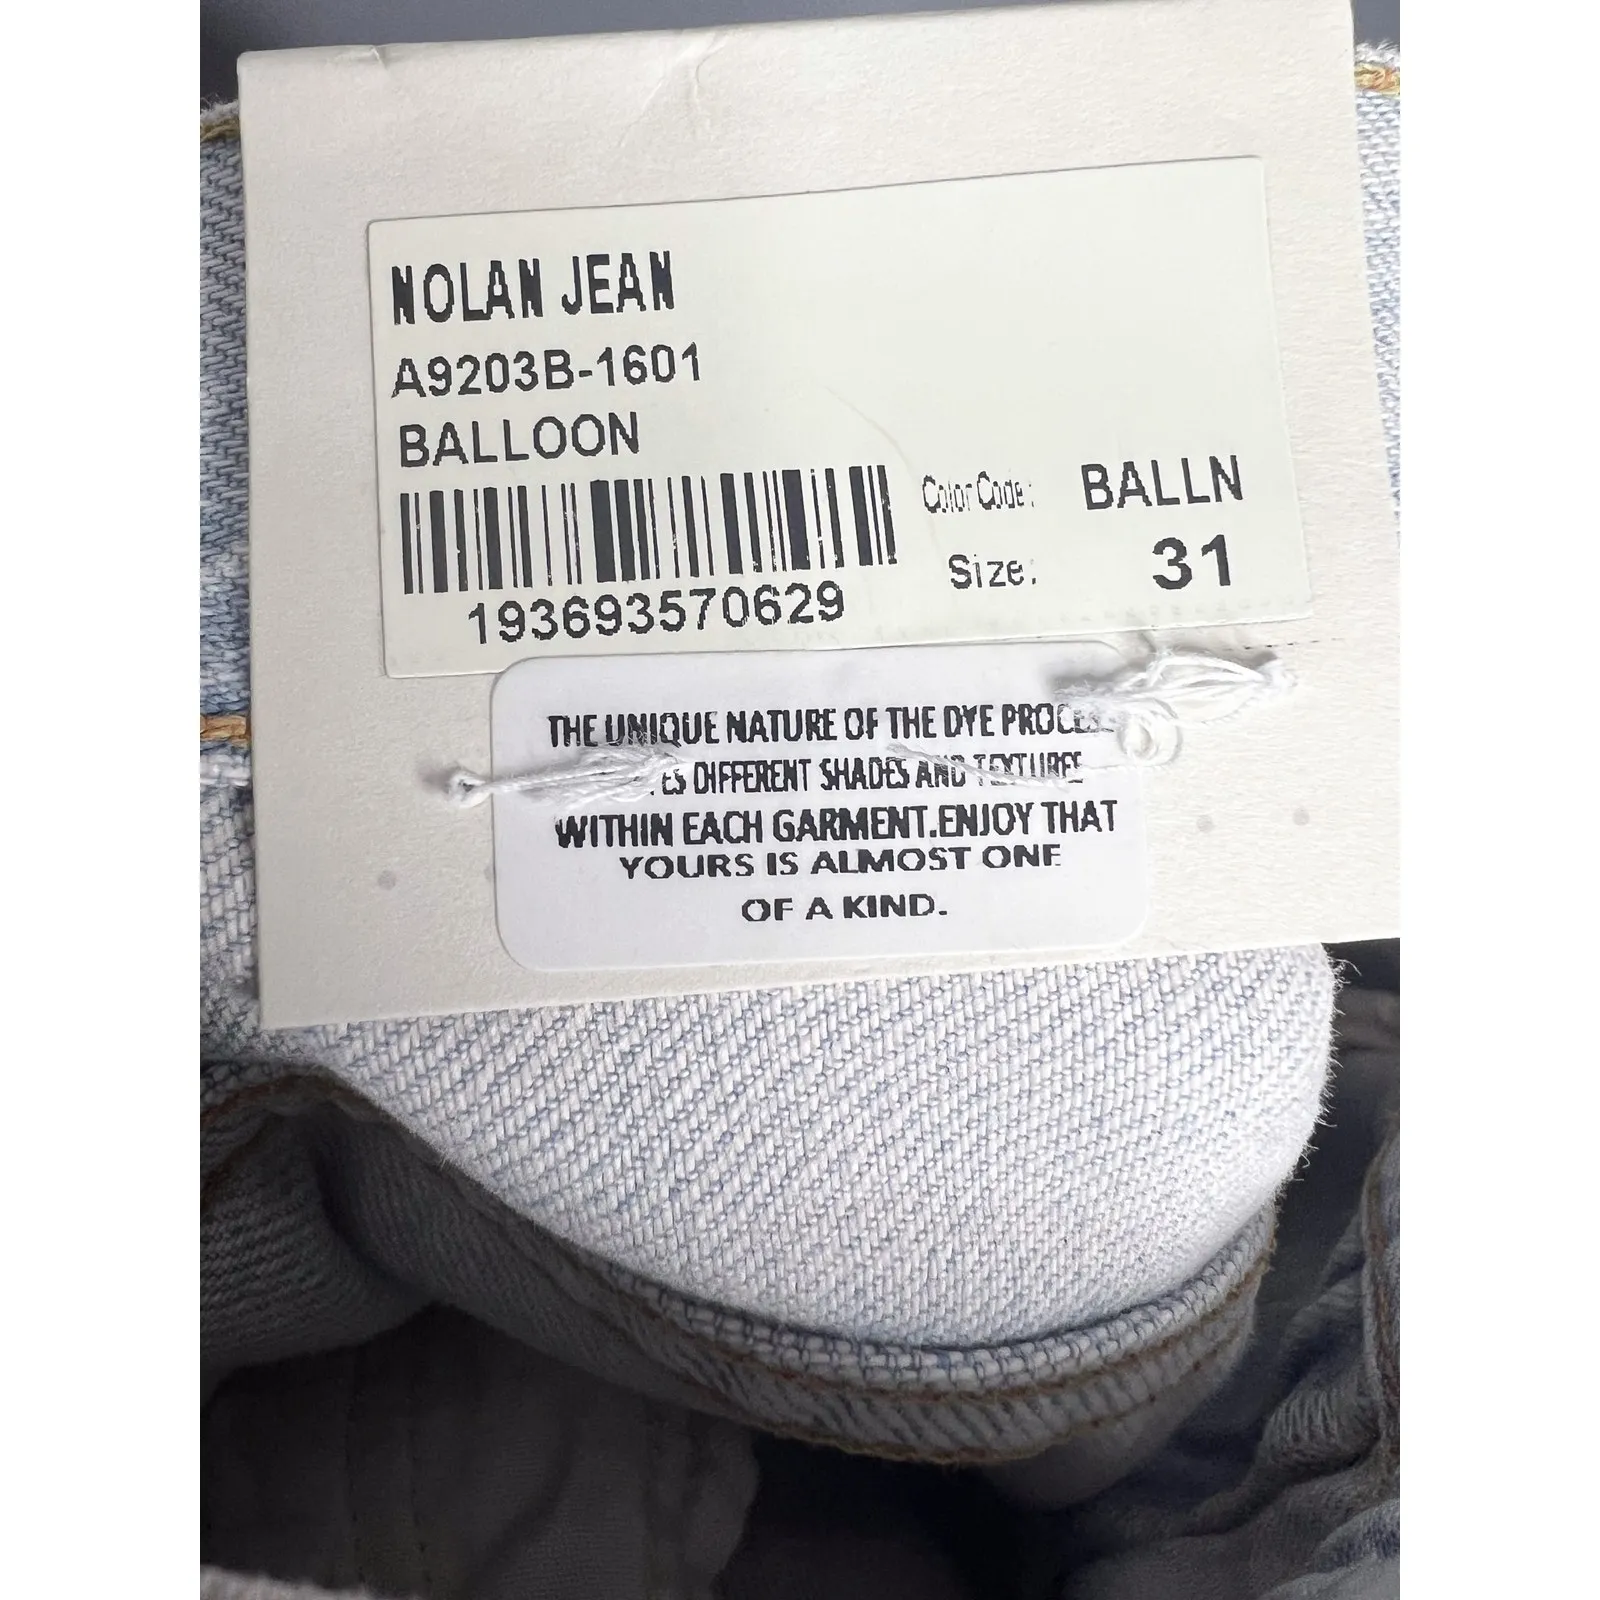 NOLAN JEAN
A9203B-1601
BALLOON
Color Code: BALLN
Size: 31
193693570629
THE UNIQUE NATURE OF THE DYE
DIFFERENT SHADES AND TEXTURES
WITHIN EACH GARMENT.ENJOY THAT
YOURS IS ALMOST ONE
OF A KIND.